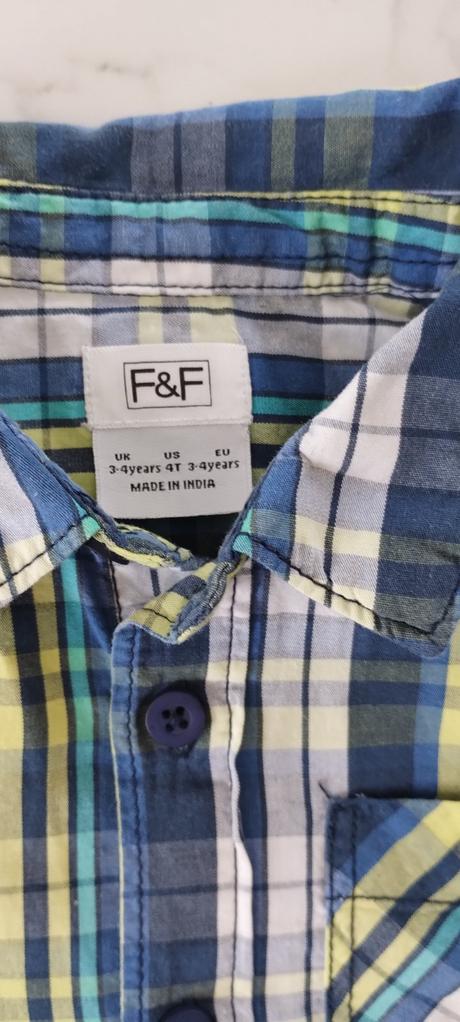 F&F
UK US EU
3-4years 4T 3-4years
MADE IN INDIA